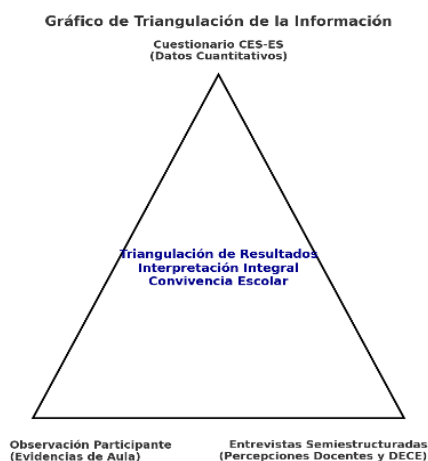 Gráfico de Triangulación de la Información
Cuestionario CES-ES
(Datos Cuantitativos)
Triangulación de Resultados
Interpretación Integral
Convivencia Escolar
Observación Participante
(Evidencias de Aula)
Entrevistas Semiestructuradas
(Percepciones Docentes y DECE)